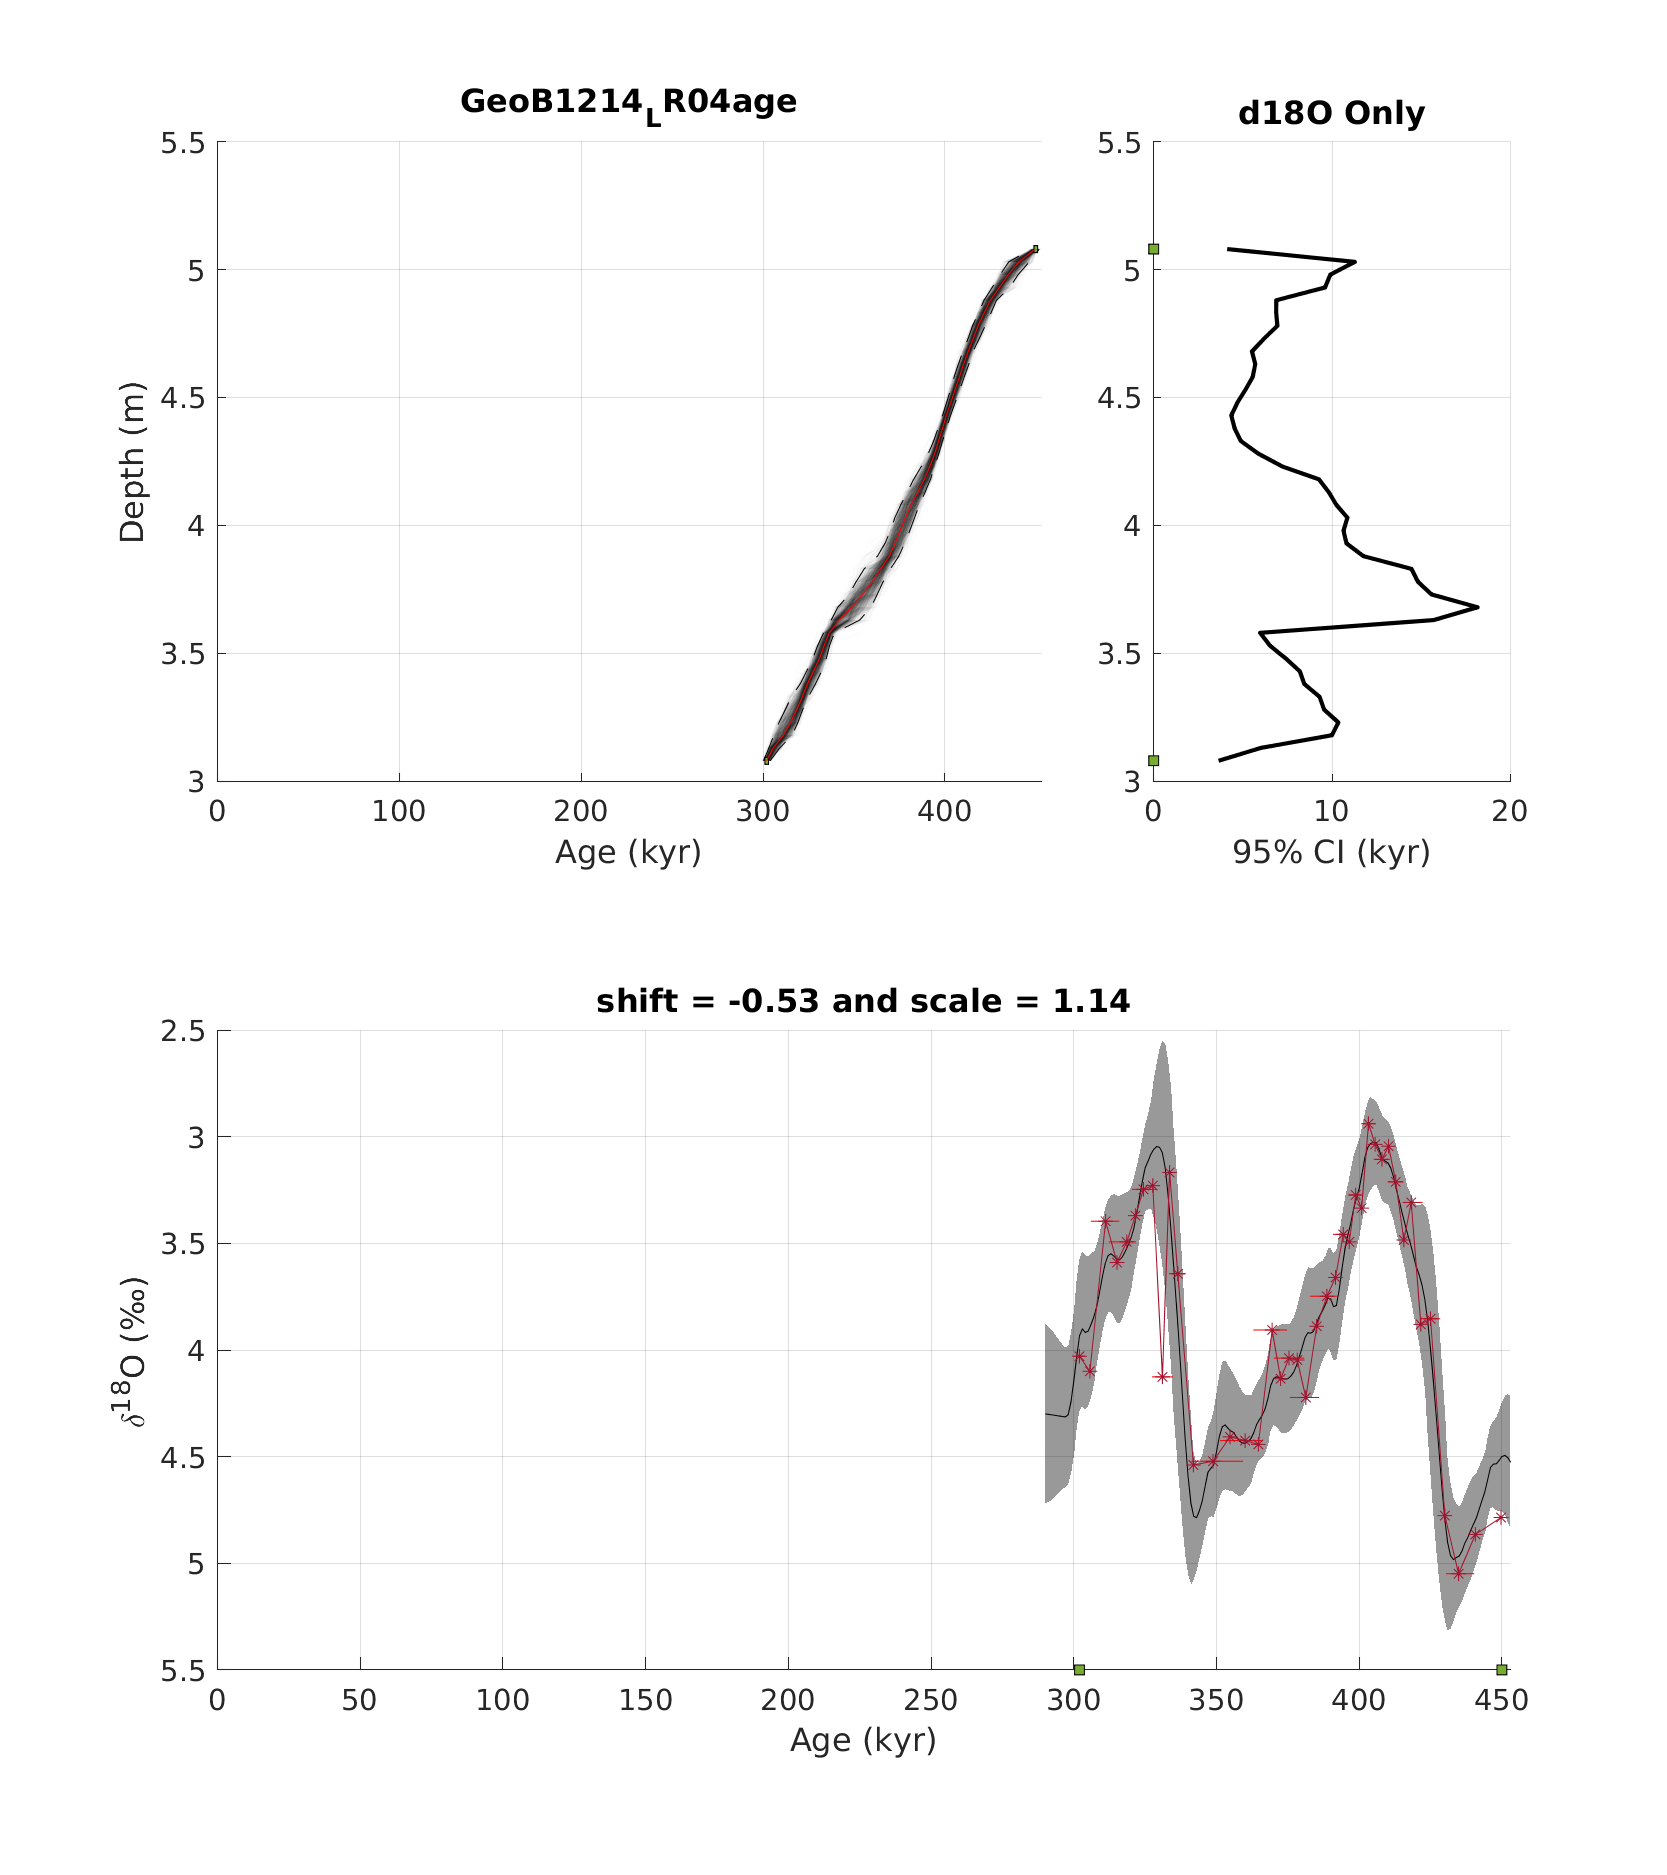 GeoB1214LR04age
d18O Only
5.5
5
4.5
4
3.5
3
Depth (m)
0 100 200 300 400
Age (kyr)
5.5
5
4.5
4
3.5
3
0 10 20
95% CI (kyr)
shift = -0.53 and scale = 1.14
2.5
3
3.5
4
4.5
5
5.5
δ18O (‰)
0 50 100 150 200 250 300 350 400 450
Age (kyr)